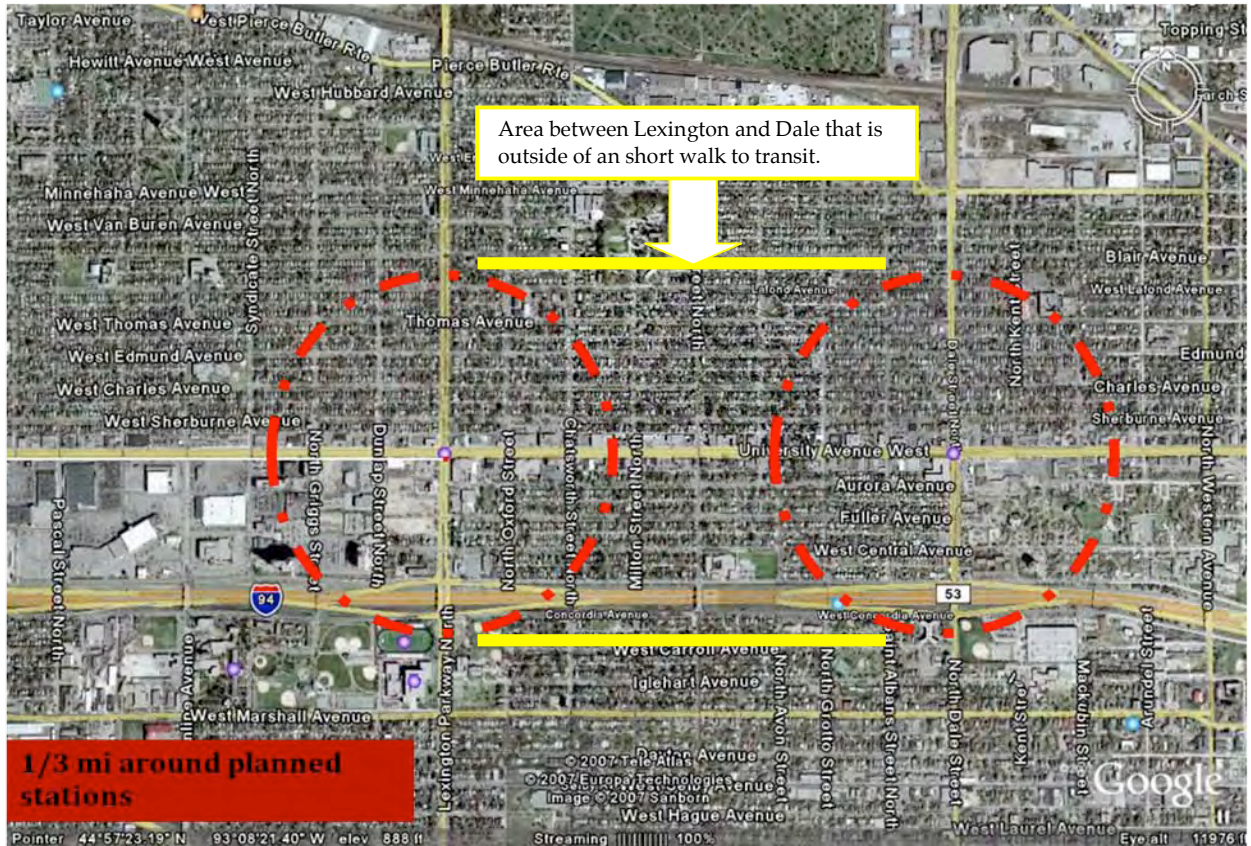 Taylor Avenue
West Pierce Butler Rte
Topping St
Hewitt Avenue West Avenue
Pierce Butler Rte
West Hubbard Avenue
arch S
N
Area between Lexington and Dale that is
outside of an short walk to transit.
West E
Minnehaha Avenue West
West Minnehaha Avenue
West Van Buren Avenue
Syndicate Street North
Blair Avenue
West Lafond Avenue
Lafond Avenue
reet North
North Kent Street
West Thomas Avenue
Thomas Avenue
West Edmund Avenue
Edmund
Dale Street North
West Charles Avenue
Charles Avenue
West Sherburne Avenue
Sherburne Avenue
University Avenue West
North Griggs Street
Dunlap Street North
North Oxford Street
Chatsworth Street North
Milton Street North
North Western Avenue
Aurora Avenue
Fuller Avenue
West Central Avenue
Pascal Street North
94
53
Concordia Avenue
West Concordia Avenue
West Carroll Avenue
Iglehart Avenue
Lexington Parkway North
North Avon Street
North Grotto Street
Saint Albans Street North
North Dale Street
Kent Street
Mackubin Street
Arundel Street
West Marshall Avenue
1/3 mi around planned
stations
Dayton Avenue
© 2007 Tele Atlas
© 2007 Europa Technologies
Image © 2007 Sanborn
West Hague Avenue
West Laurel Avenue
Google
Pointer 44°57'23.19" N 93°08'21.40" W elev 888 ft Streaming 100% Eye alt 11976 ft